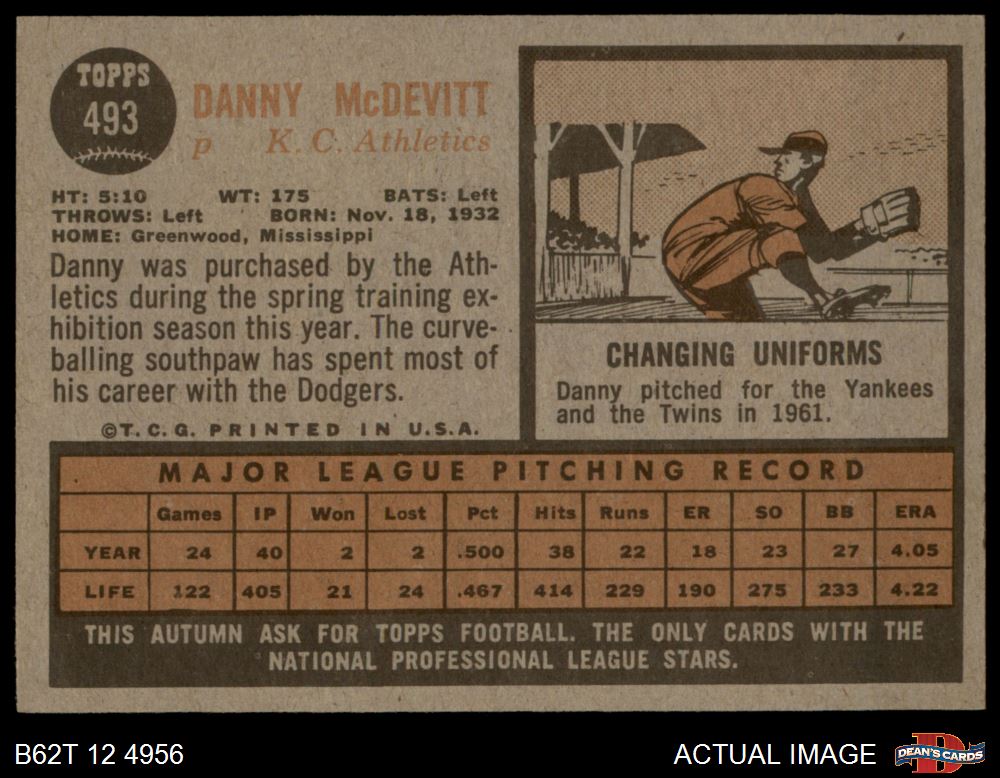 TOPPS
493
DANNY McDEVITT
p K. C. Athletics
HT: 5:10 WT: 175 BATS: Left
THROWS: Left BORN: Nov. 18, 1932
HOME: Greenwood, Mississippi
Danny was purchased by the Ath-
letics during the spring training ex-
hibition season this year. The curve-
balling southpaw has spent most of
his career with the Dodgers.
©T.C.G. PRINTED IN U.S.A.
CHANGING UNIFORMS
Danny pitched for the Yankees
and the Twins in 1961.
MAJOR LEAGUE PITCHING RECORD
Games IP Won Lost Pct Hits Runs ER SO BB ERA
YEAR 24 40 2 2 .500 38 22 18 23 27 4.05
LIFE 122 405 21 24 .467 414 229 190 275 233 4.22
THIS AUTUMN ASK FOR TOPPS FOOTBALL. THE ONLY CARDS WITH THE
NATIONAL PROFESSIONAL LEAGUE STARS.
B62T 12 4956 ACTUAL IMAGE DEAN'S CARDS